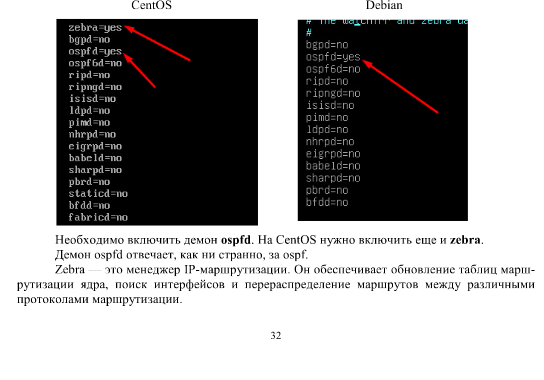 CentOS
zebra=yes
bgpd=no
ospfd=yes
ospf6d=no
ripd=no
ripngd=no
isisd=no
ldpd=no
pimd=no
nhrpd=no
eigrpd=no
babeld=no
sharpd=no
pbrd=no
staticd=no
bfdd=no
fabricd=no
Debian
# The watchfrr and zebra da
#
bgpd=no
ospfd=yes
ospf6d=no
ripd=no
ripngd=no
isisd=no
pimd=no
ldpd=no
nhrpd=no
eigrpd=no
babeld=no
sharpd=no
pbrd=no
bfdd=no
Необходимо включить демон ospfd. На CentOS нужно включить еще и zebra.
Демон ospfd отвечает, как ни странно, за ospf.
Zebra — это менеджер IP-маршрутизации. Он обеспечивает обновление таблиц марш-
рутизации ядра, поиск интерфейсов и перераспределение маршрутов между различными
протоколами маршрутизации.
32